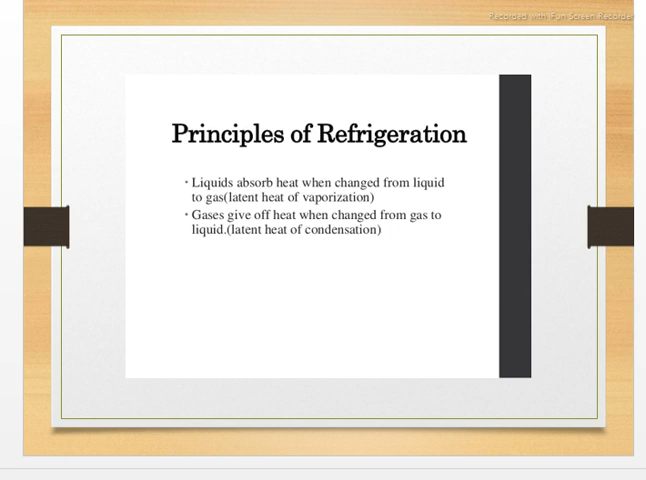 Recorded with Fun Screen Recorder
Principles of Refrigeration
• Liquids absorb heat when changed from liquid
to gas(latent heat of vaporization)
• Gases give off heat when changed from gas to
liquid.(latent heat of condensation)